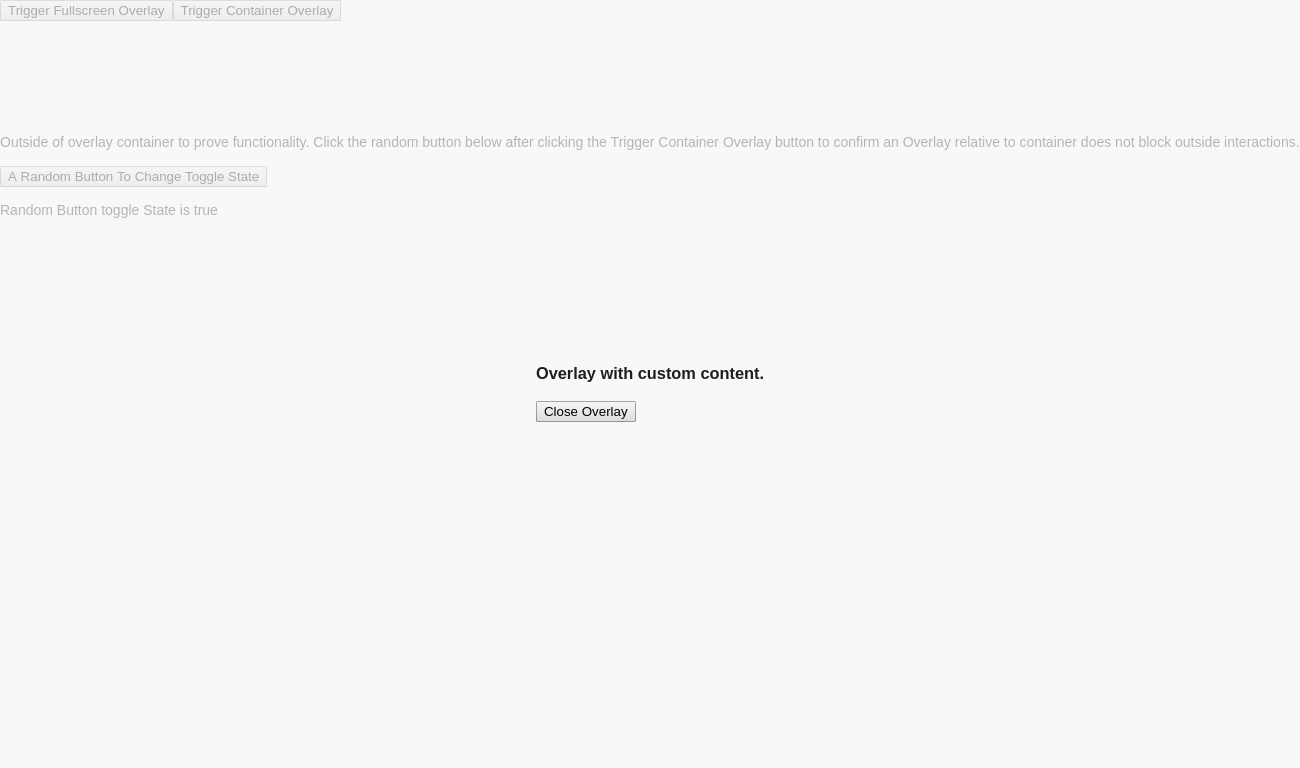 Trigger Fullscreen Overlay Trigger Container Overlay
Outside of overlay container to prove functionality. Click the random button below after clicking the Trigger Container Overlay button to confirm an Overlay relative to container does not block outside interactions.
A Random Button To Change Toggle State
Random Button toggle State is true
Overlay with custom content.
Close Overlay